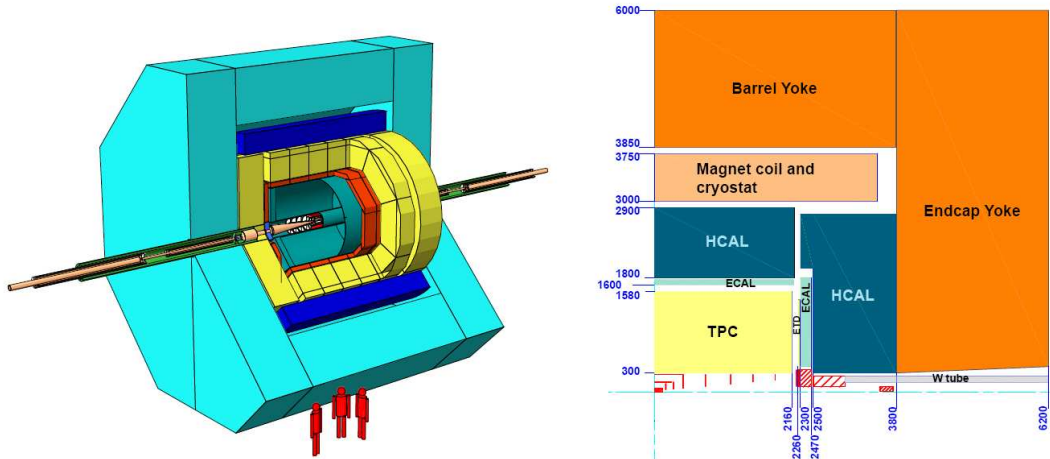 6000
Barrel Yoke
3850
3750
Magnet coil and
cryostat
3000
2900
Endcap Yoke
HCAL
HCAL
1800
1600
ECAL
ECAL
1580
ETD
TPC
300
W tube
2160
2260
2300
2470
2500
3800
6200